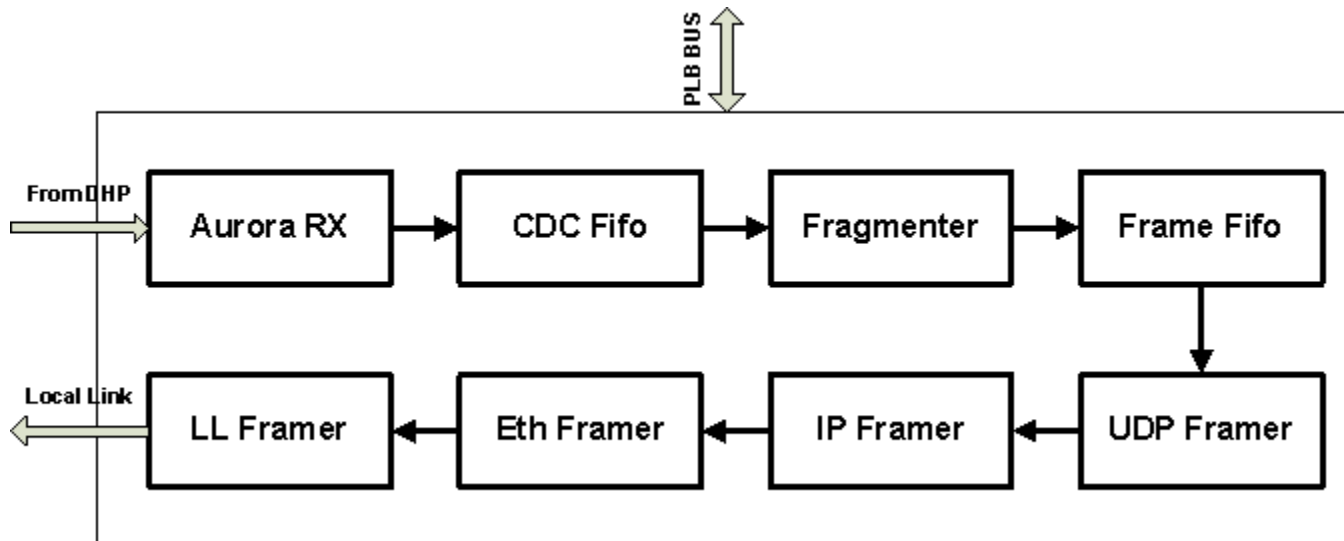 PLB BUS
From DHP
Aurora RX
CDC Fifo
Fragmenter
Frame Fifo
Local Link
LL Framer
Eth Framer
IP Framer
UDP Framer